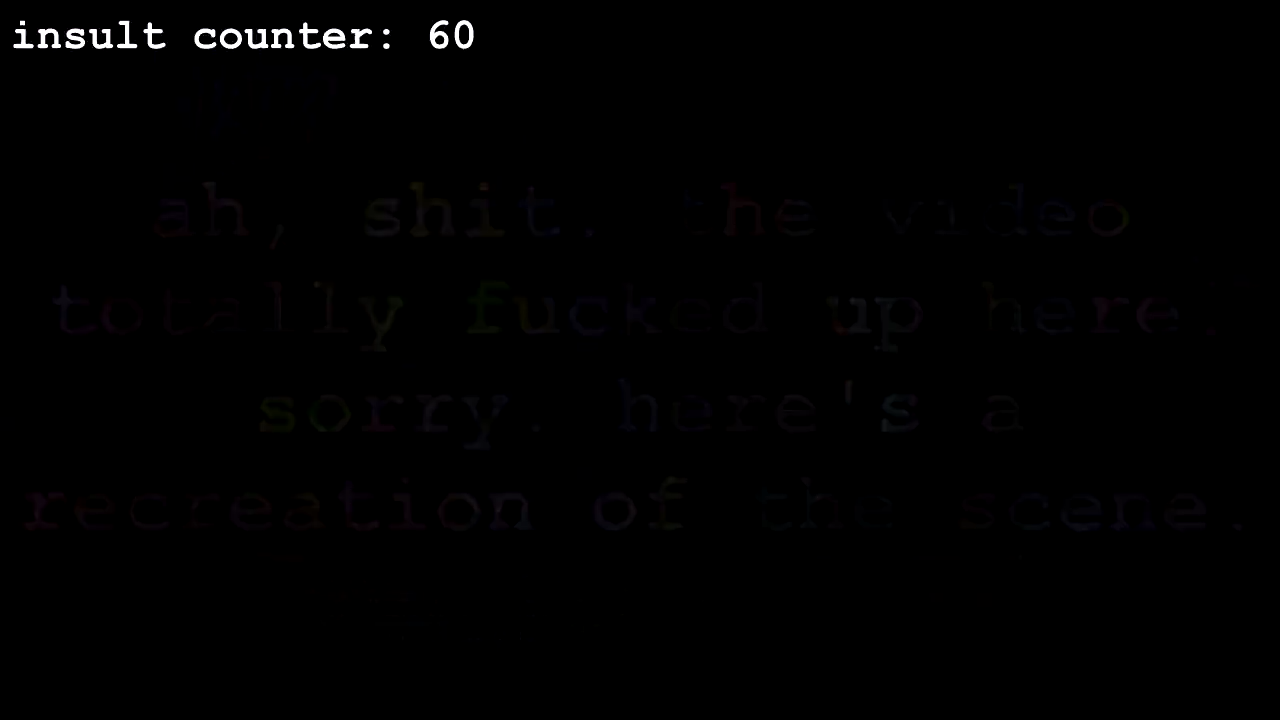 insult counter: 60
ah, shit. the video
totally fucked up here.
sorry. here's a
recreation of the scene.